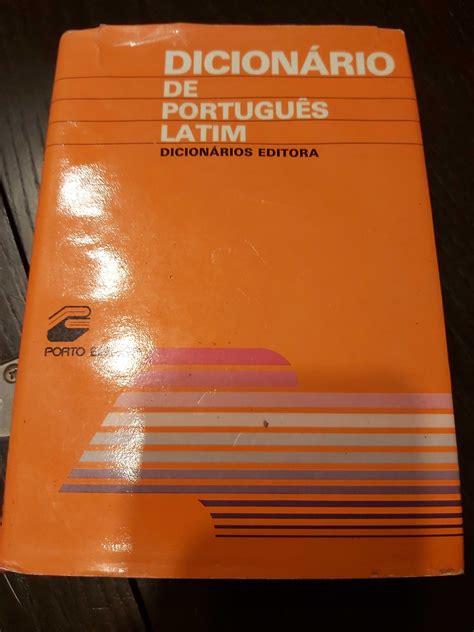 DICIONÁRIO
DE
PORTUGUÊS
LATIM
DICIONÁRIOS EDITORA
PORTO